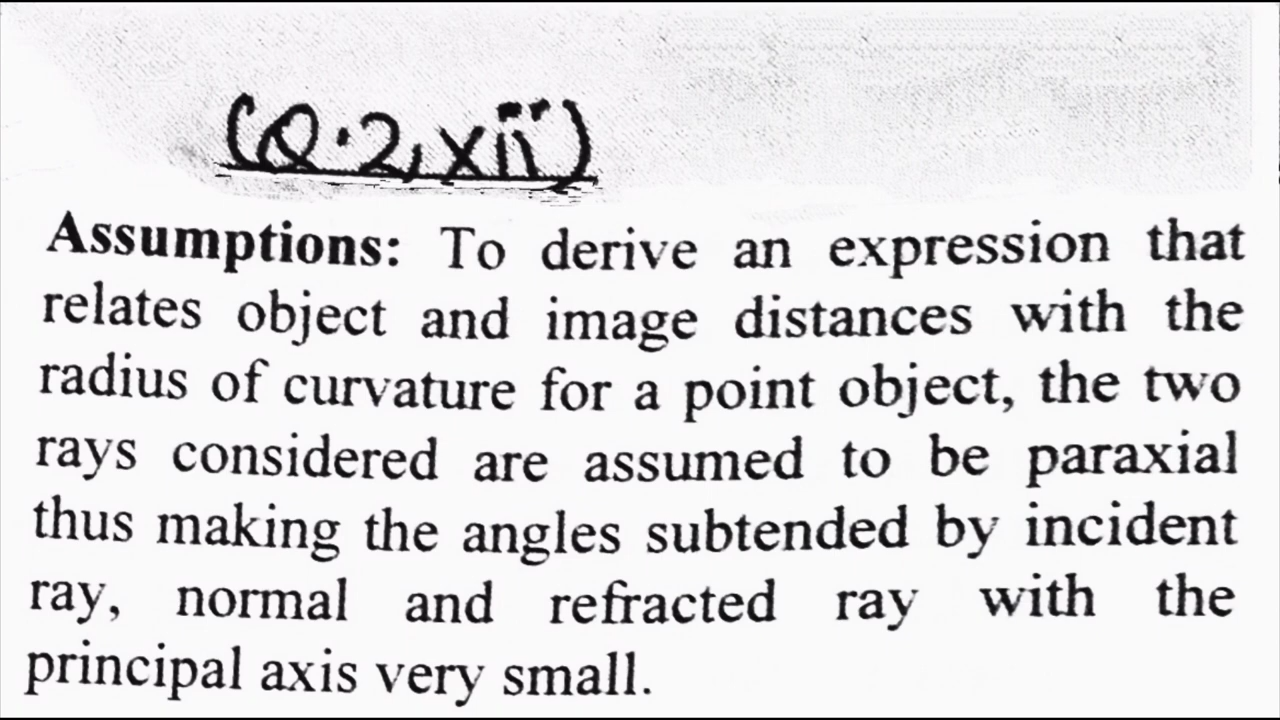 (Q.2, xii)
Assumptions: To derive an expression that
relates object and image distances with the
radius of curvature for a point object, the two
rays considered are assumed to be paraxial
thus making the angles subtended by incident
ray, normal and refracted ray with the
principal axis very small.